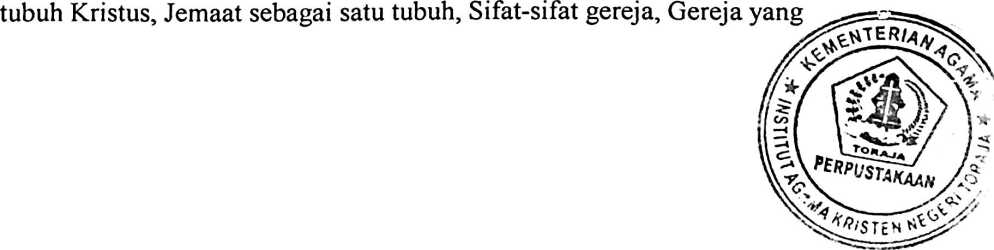 tubuh Kristus, Jemaat sebagai satu tubuh, Sifat-sifat gereja, Gereja yang
KEMENTERIAN AGAMA
INSTITUT AGAMA KRISTEN NEGERI TORAJA
TORAJA
PERPUSTAKAAN